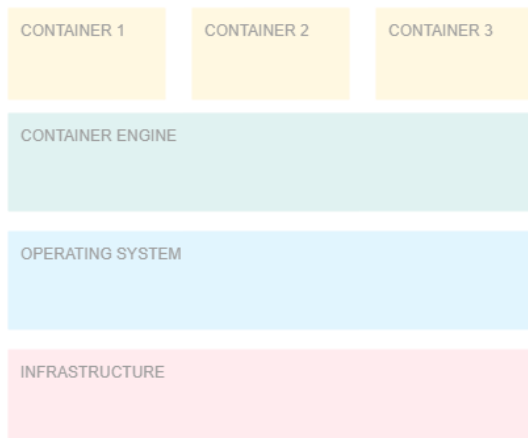 CONTAINER 1
CONTAINER 2
CONTAINER 3
CONTAINER ENGINE
OPERATING SYSTEM
INFRASTRUCTURE